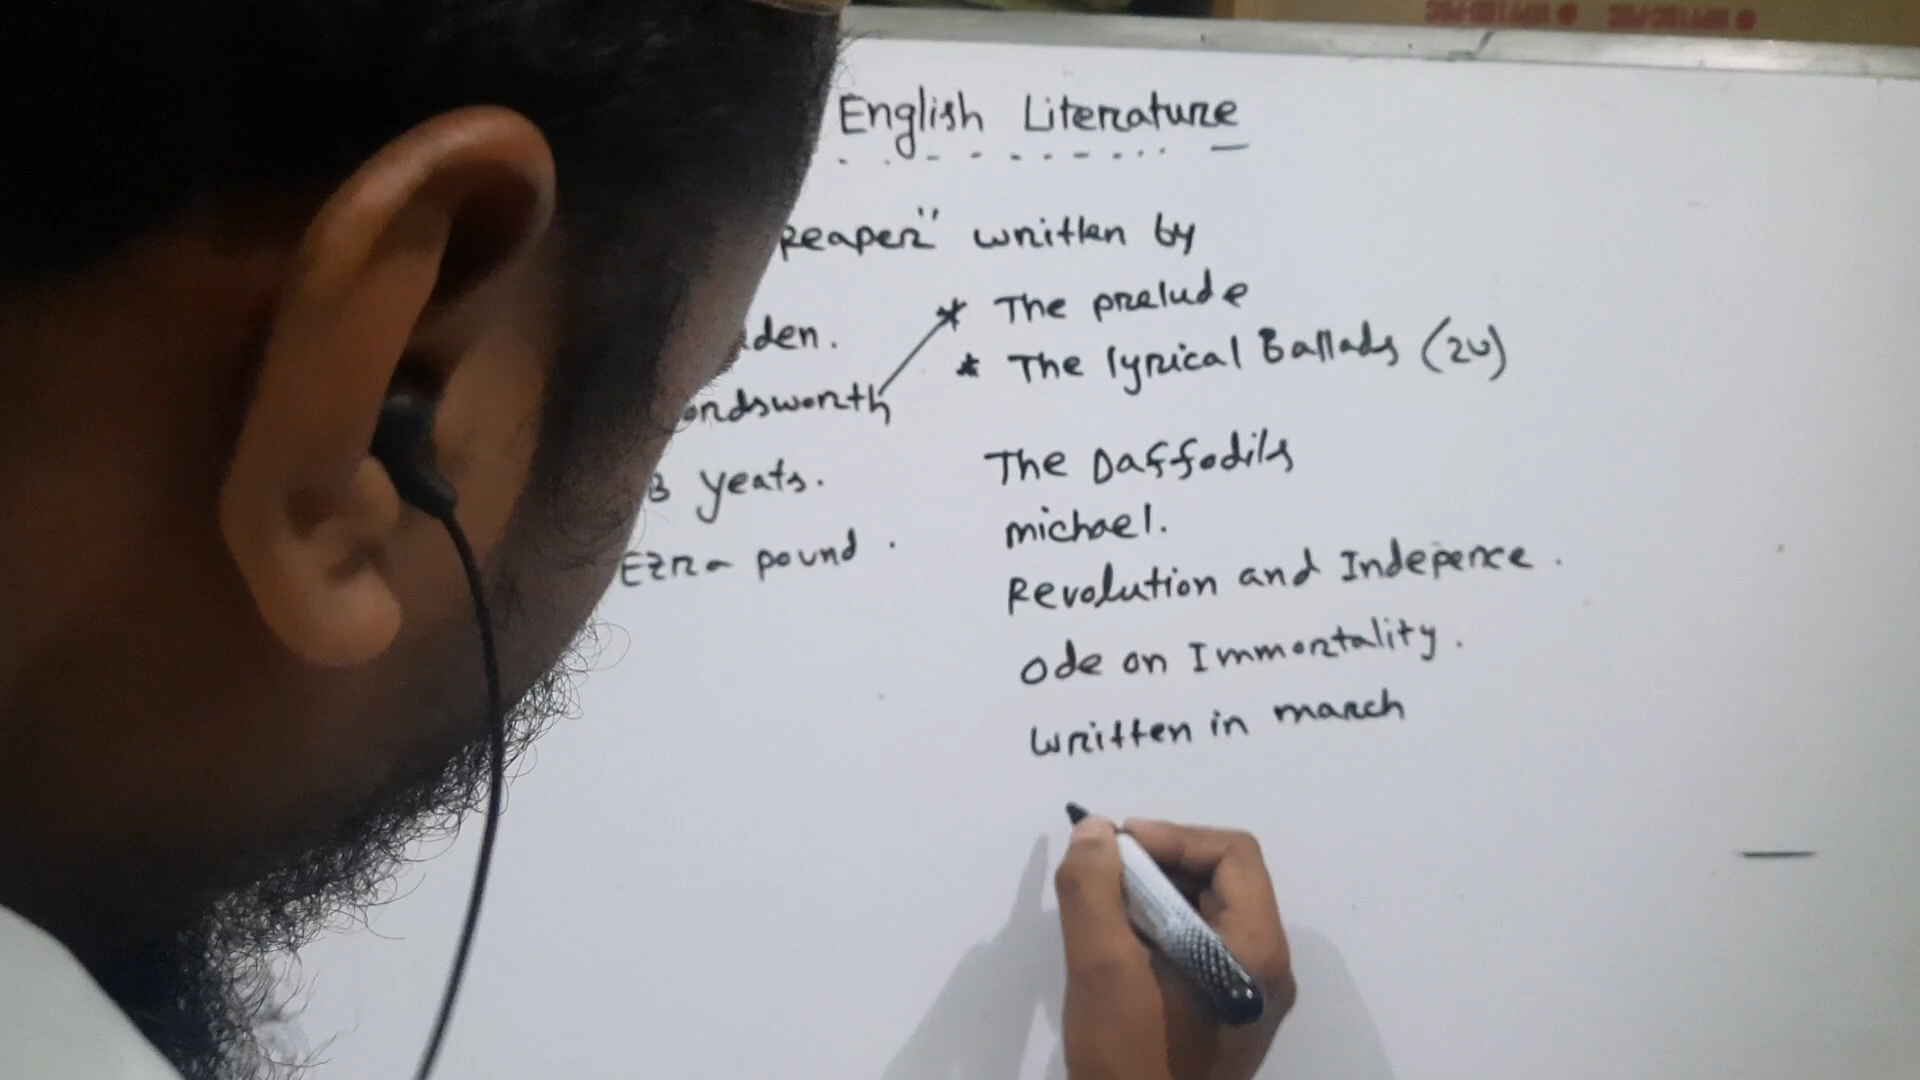 English Literature
Reaper" written by
* The prelude
den.
* The lyrical Ballads (2v)
ordsworth
The Daffodils
B yeats.
michael.
Ezra pound.
Revolution and Indepence.
Ode on Immortality.
Written in march